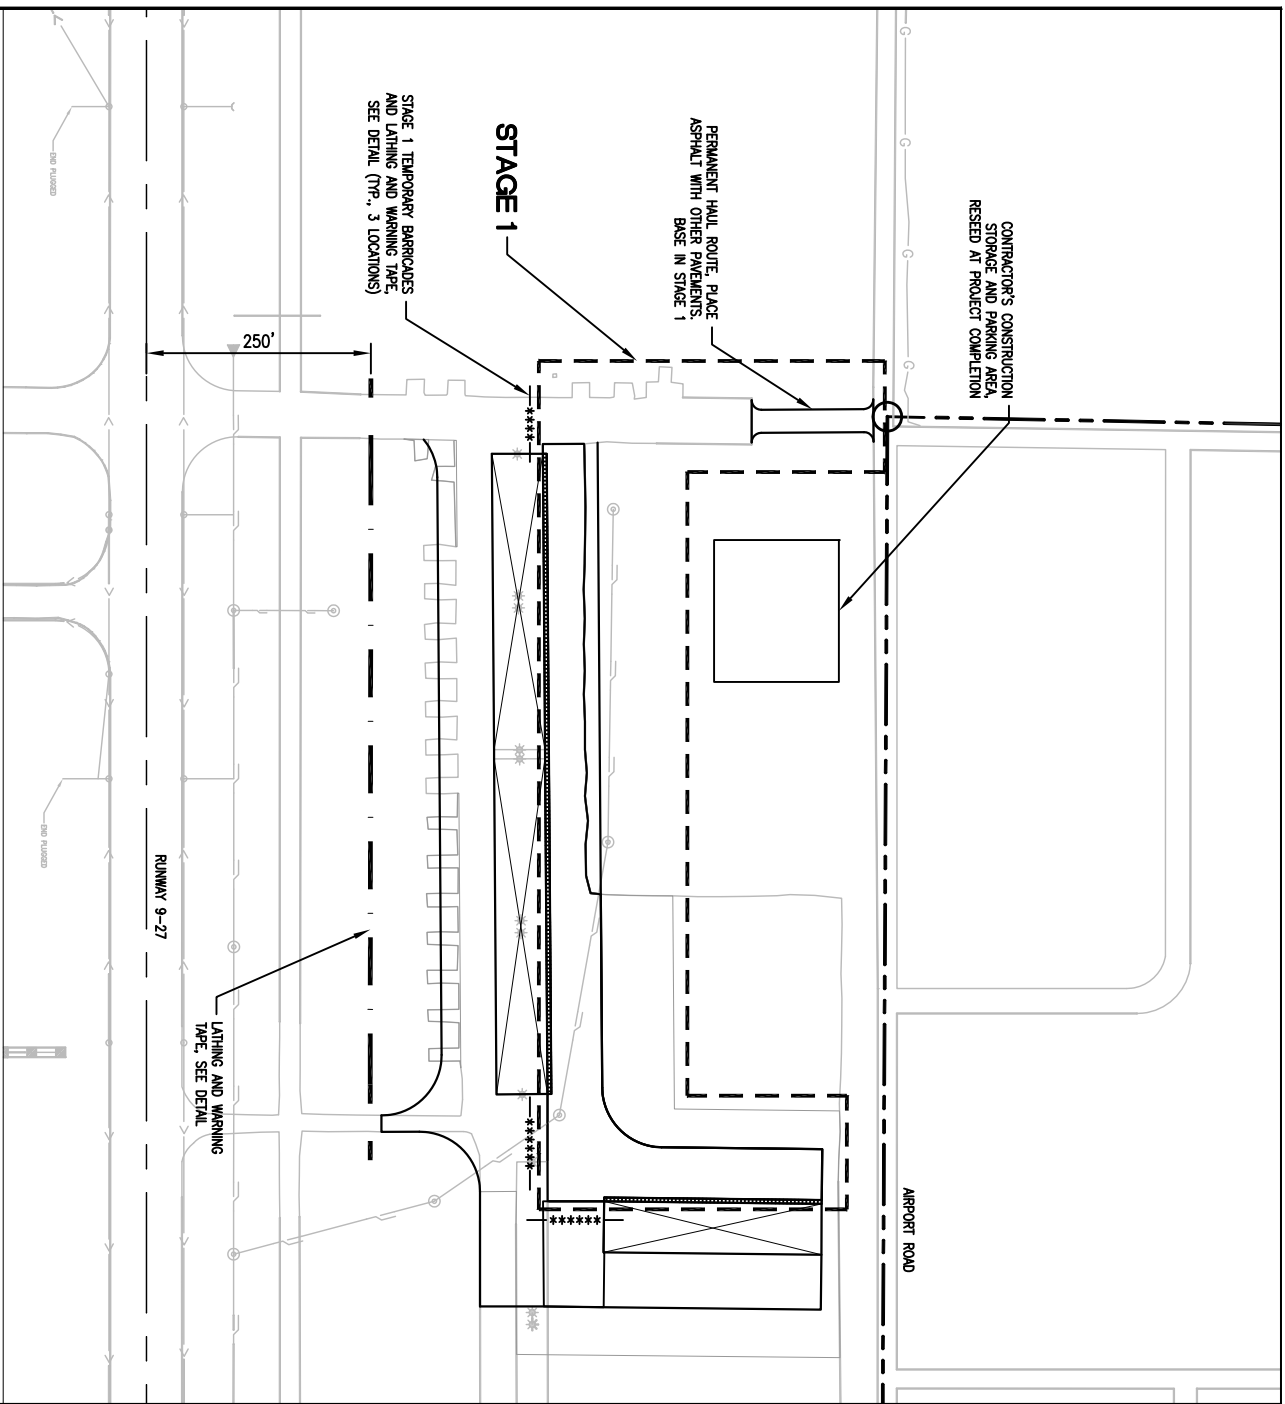 CONTRACTOR'S CONSTRUCTION
STORAGE AND PARKING AREA,
RESEED AT PROJECT COMPLETION
PERMANENT HAUL ROUTE, PLACE
ASPHALT WITH OTHER PAVEMENTS.
BASE IN STAGE 1
STAGE 1
STAGE 1 TEMPORARY BARRICADES
AND LATHING AND WARNING TAPE,
SEE DETAIL (TYP., 3 LOCATIONS)
250'
END PLUGGED
END PLUGGED
RUNWAY 9-27
LATHING AND WARNING
TAPE, SEE DETAIL
AIRPORT ROAD
G
G
G
G